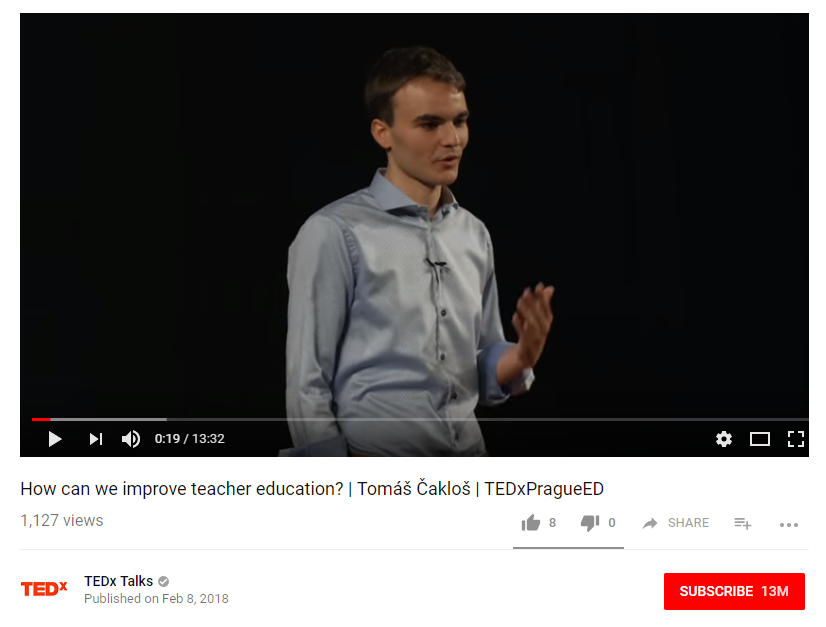 0:19 / 13:32
How can we improve teacher education? | Tomáš Čakloš | TEDxPragueED
1,127 views
8
0
SHARE
TEDx
TEDx Talks
Published on Feb 8, 2018
SUBSCRIBE 13M